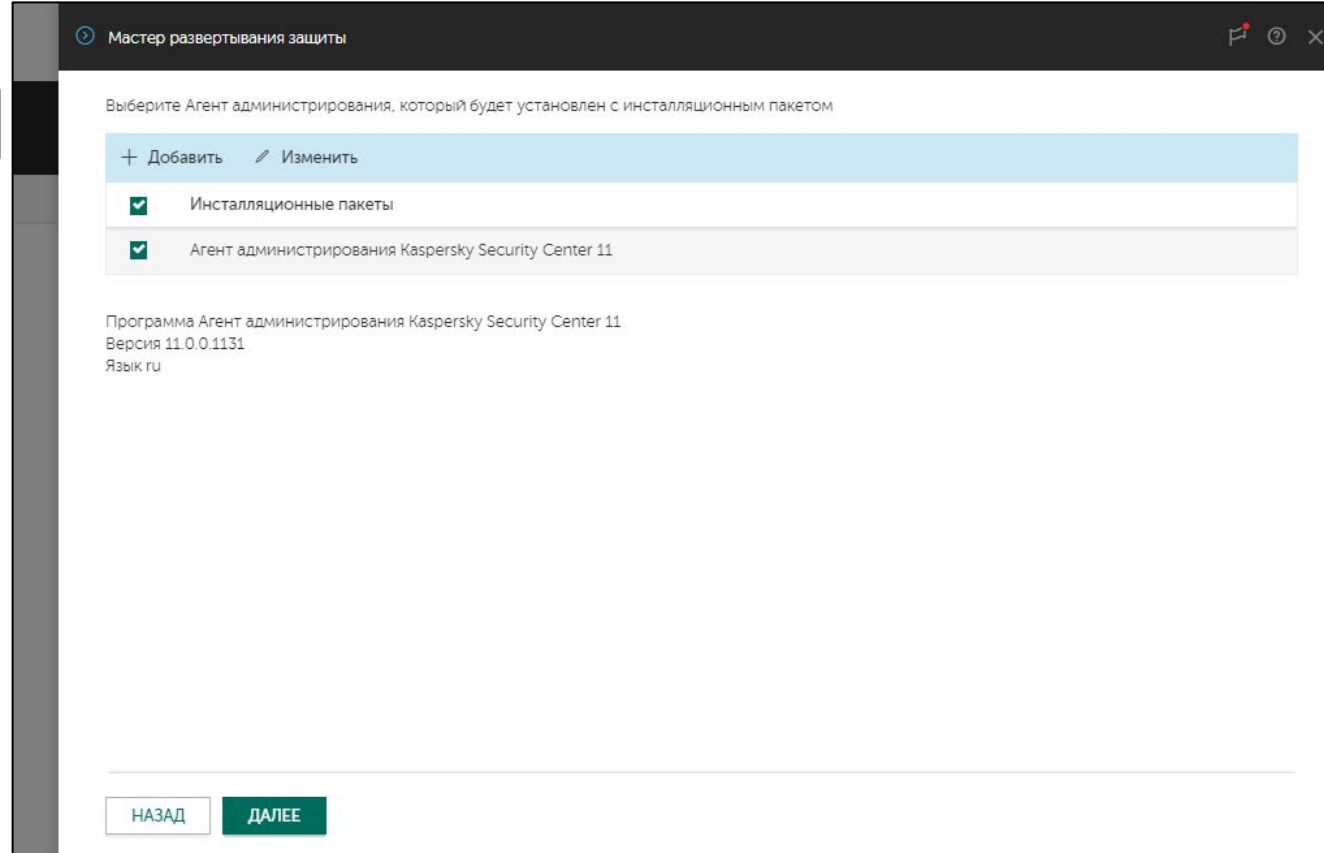 Мастер развертывания защиты
Выберите Агент администрирования, который будет установлен с инсталляционным пакетом
+ Добавить Изменить
Инсталляционные пакеты
Агент администрирования Kaspersky Security Center 11
Программа Агент администрирования Kaspersky Security Center 11
Версия 11.0.0.1131
Язык ru
НАЗАД ДАЛЕЕ